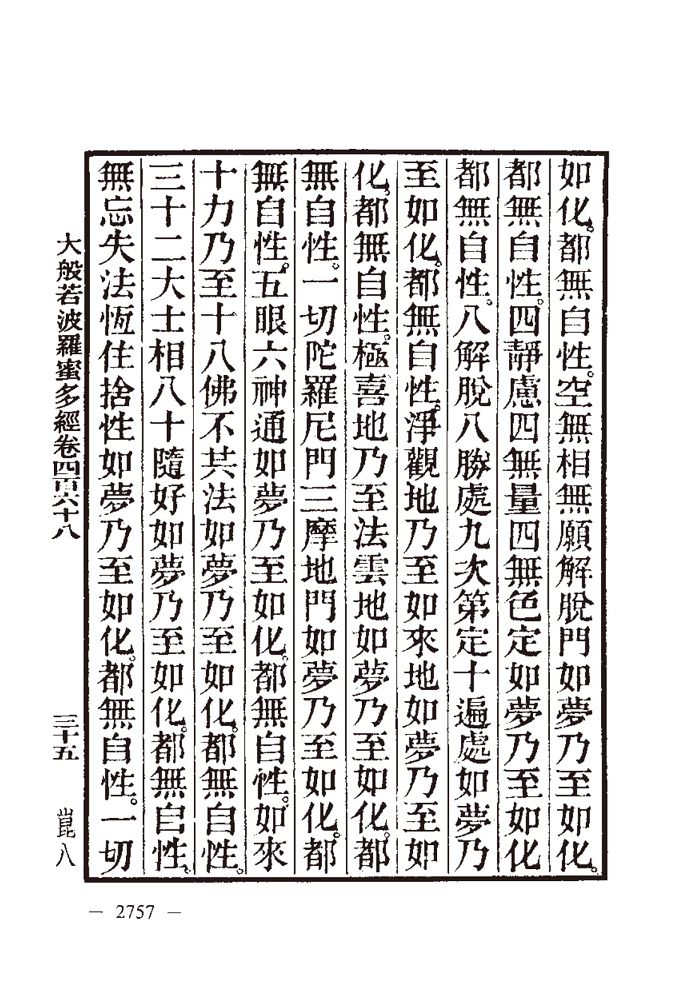 如化。都無自性。空無相無願解脫門如夢乃至如化。
都無自性。四靜慮四無量四無色定如夢乃至如化
都無自性。八解脫八勝處九次第定十遍處如夢乃
至如化。都無自性。淨觀地乃至如來地如夢乃至如
化。都無自性。極喜地乃至法雲地如夢乃至如化。都
無自性。一切陀羅尼門三摩地門如夢乃至如化。都
無自性。五眼六神通如夢乃至如化。都無自性。如來
十力乃至十八佛不共法如夢乃至如化。都無自性。
三十二大士相八十隨好如夢乃至如化。都無自性。
無忘失法恆住捨性如夢乃至如化。都無自性。一切
大般若波羅蜜多經卷四百六十八
三十五
崑八
— 2757 —